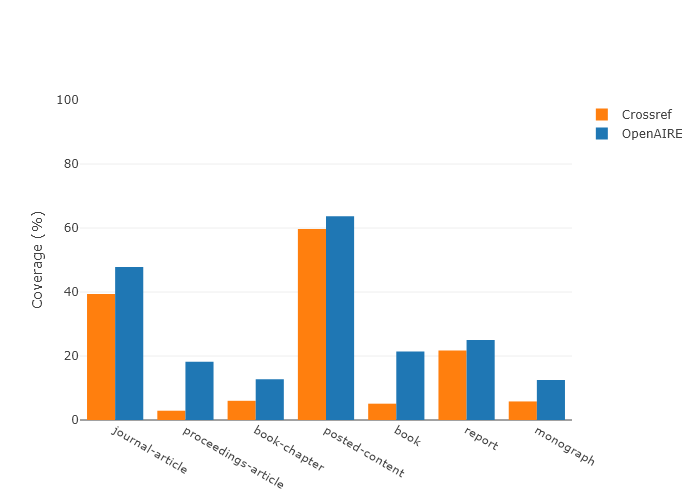 100
80
60
40
20
0
Coverage (%)
journal-article
proceedings-article
book-chapter
posted-content
book
report
monograph
Crossref
OpenAIRE